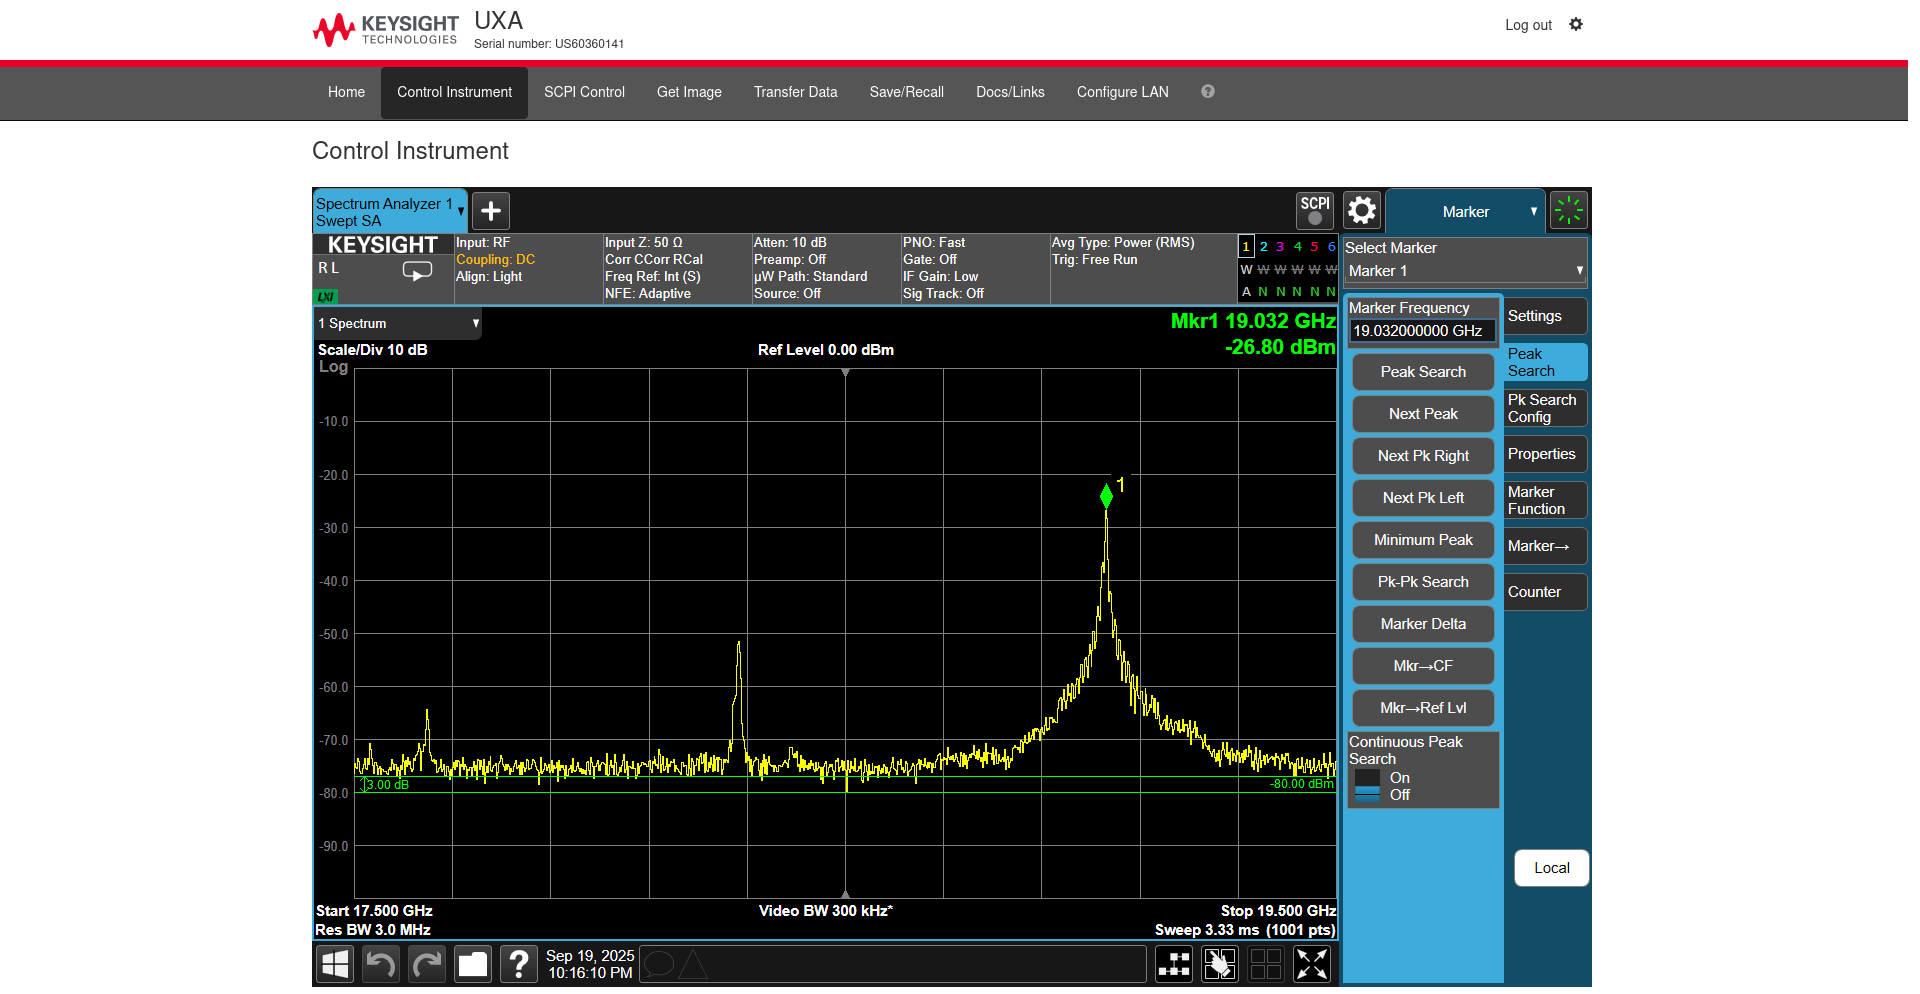 KEYSIGHT
TECHNOLOGIES
UXA
Serial number: US60360141
Log out
Home
Control Instrument
SCPI Control
Get Image
Transfer Data
Save/Recall
Docs/Links
Configure LAN
?
Control Instrument
Spectrum Analyzer 1
Swept SA
+
SCPI
Marker
KEYSIGHT
R L
LXI
Input: RF
Coupling: DC
Align: Light
Input Z: 50 Ω
Corr CCorr RCal
Freq Ref: Int (S)
NFE: Adaptive
Atten: 10 dB
Preamp: Off
µW Path: Standard
Source: Off
PNO: Fast
Gate: Off
IF Gain: Low
Sig Track: Off
Avg Type: Power (RMS)
Trig: Free Run
1 2 3 4 5 6
W W W W W W
A N N N N N
Select Marker
Marker 1
1 Spectrum
Mkr1 19.032 GHz
-26.80 dBm
Scale/Div 10 dB
Ref Level 0.00 dBm
Log
-10.0
-20.0
-30.0
-40.0
-50.0
-60.0
-70.0
-80.0
-90.0
1
3.00 dB
-80.00 dBm
Start 17.500 GHz
Video BW 300 kHz*
Stop 19.500 GHz
Res BW 3.0 MHz
Sweep 3.33 ms (1001 pts)
Marker Frequency
19.032000000 GHz
Peak Search
Next Peak
Next Pk Right
Next Pk Left
Minimum Peak
Pk-Pk Search
Marker Delta
Mkr→CF
Mkr→Ref Lvl
Continuous Peak
Search
On
Off
Settings
Peak
Search
Pk Search
Config
Properties
Marker
Function
Marker→
Counter
Local
?
Sep 19, 2025
10:16:10 PM